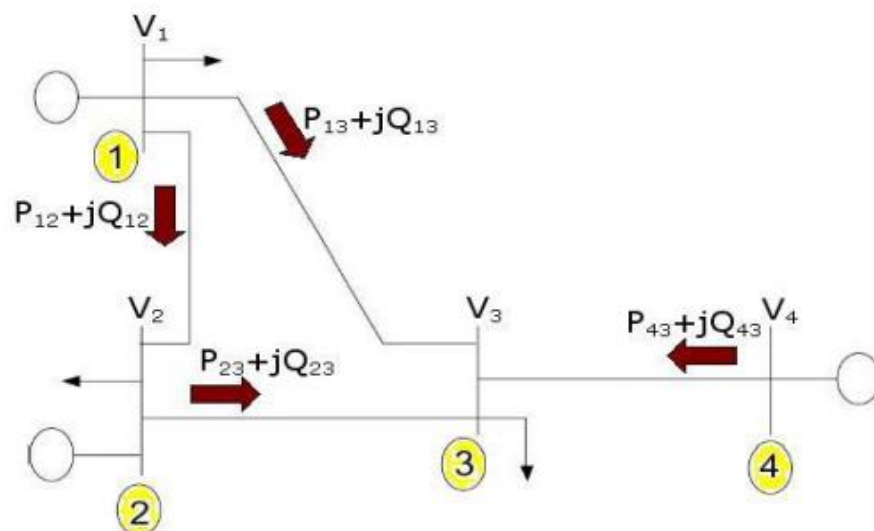 V₁
P₁₃+jQ₁₃
1
P₁₂+jQ₁₂
V₂
V₃
V₄
P₄₃+jQ₄₃
P₂₃+jQ₂₃
3
4
2